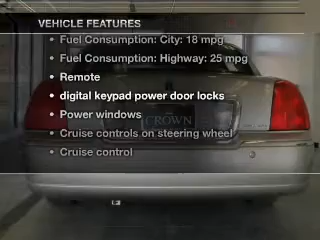 VEHICLE FEATURES
• Fuel Consumption: City: 18 mpg
• Fuel Consumption: Highway: 25 mpg
• Remote
• digital keypad power door locks
• Power windows
CROWN
• Cruise controls on steering wheel
• Cruise control